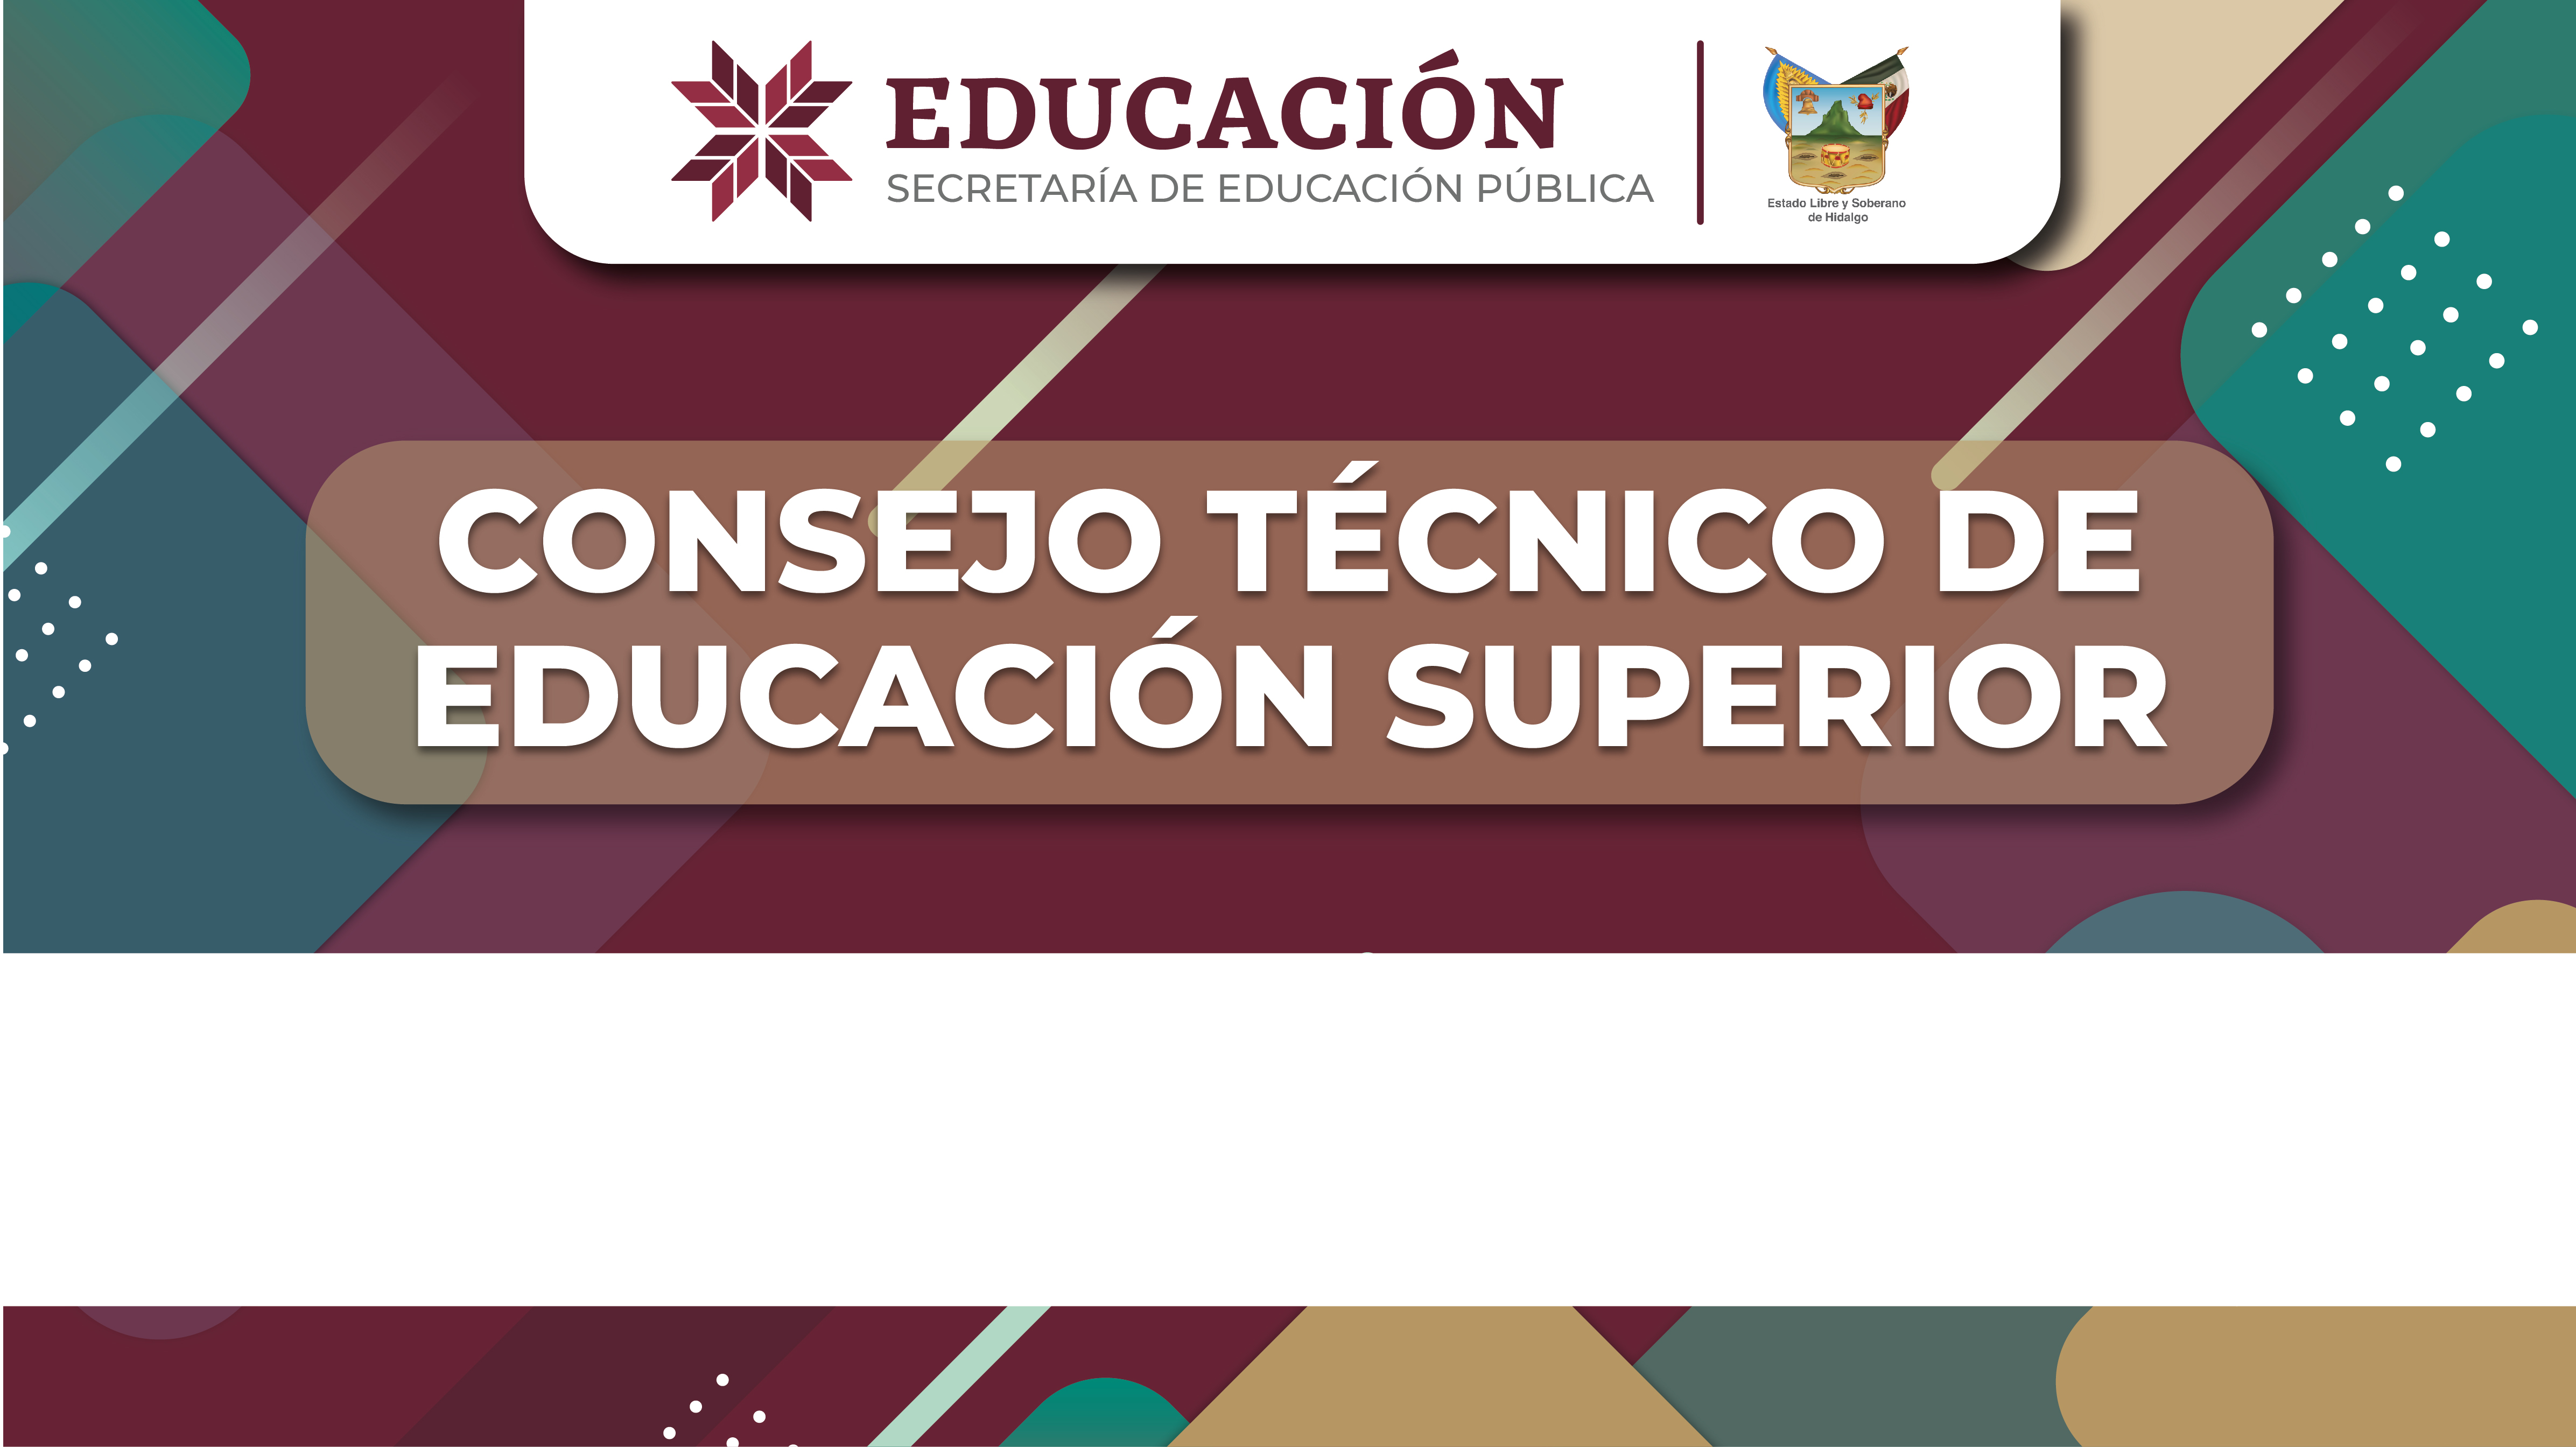 EDUCACIÓN
SECRETARÍA DE EDUCACIÓN PÚBLICA
Estado Libre y Soberano
de Hidalgo
CONSEJO TÉCNICO DE
EDUCACIÓN SUPERIOR